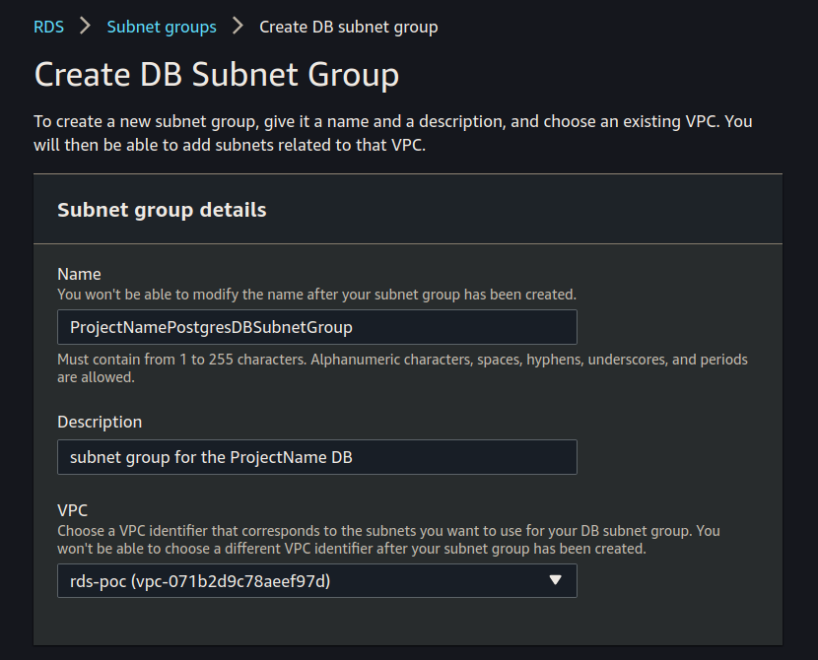 RDS > Subnet groups > Create DB subnet group
Create DB Subnet Group
To create a new subnet group, give it a name and a description, and choose an existing VPC. You
will then be able to add subnets related to that VPC.
Subnet group details
Name
You won't be able to modify the name after your subnet group has been created.
ProjectNamePostgresDBSubnetGroup
Must contain from 1 to 255 characters. Alphanumeric characters, spaces, hyphens, underscores, and periods
are allowed.
Description
subnet group for the ProjectName DB
VPC
Choose a VPC identifier that corresponds to the subnets you want to use for your DB subnet group. You
won't be able to choose a different VPC identifier after your subnet group has been created.
rds-poc (vpc-071b2d9c78aeef97d)